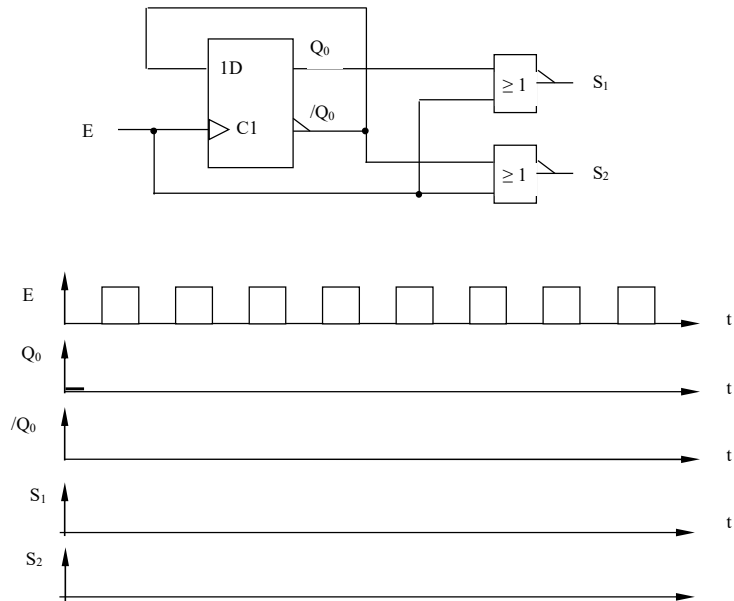 Q₀
1D
≥ 1
S₁
/Q₀
E
C1
≥ 1
S₂
E
t
Q₀
t
/Q₀
t
S₁
t
S₂